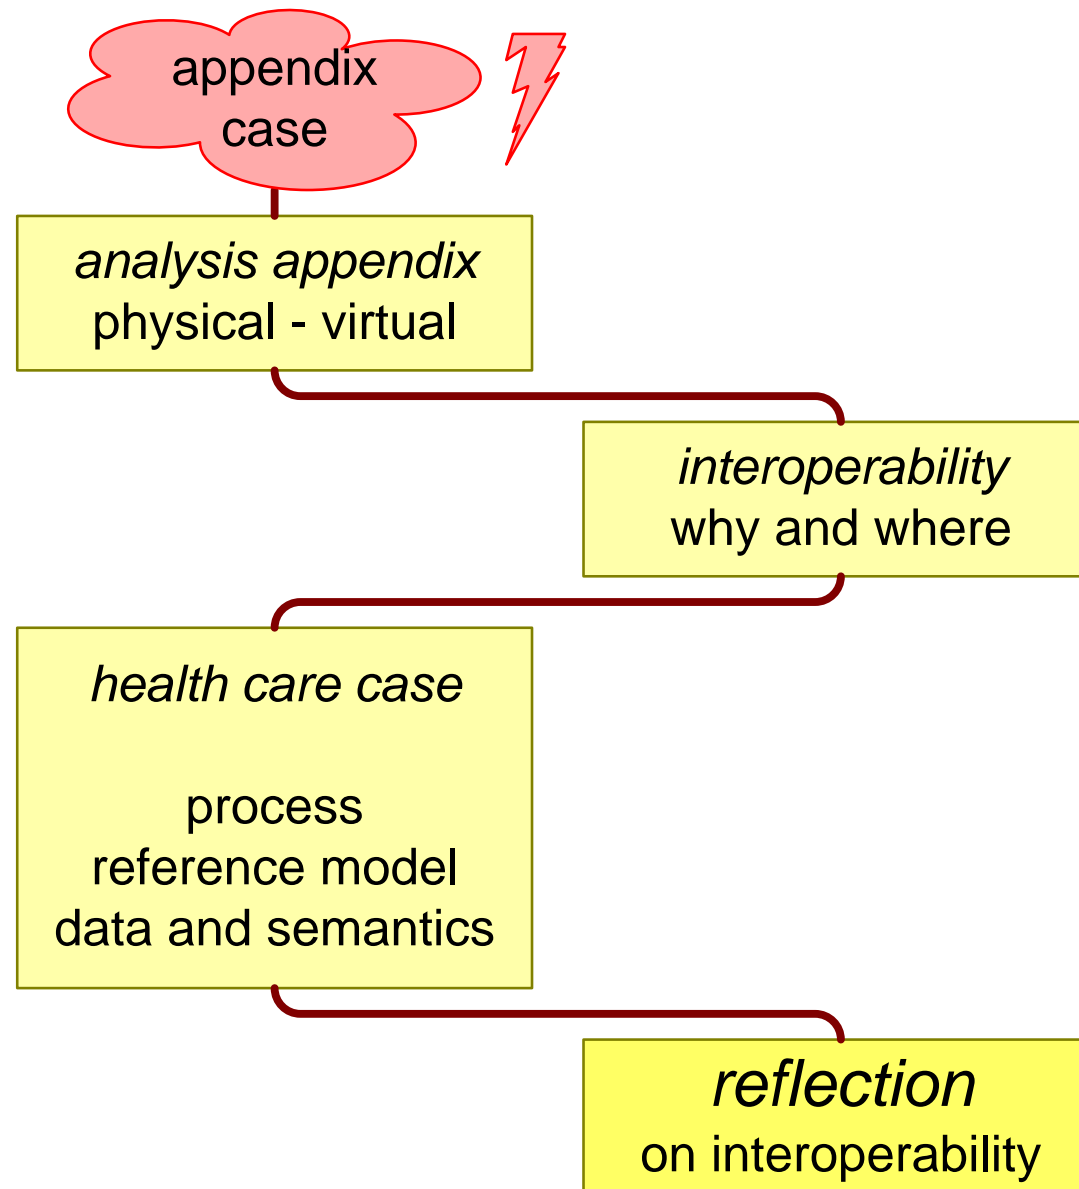 appendix
case
analysis appendix
physical - virtual
interoperability
why and where
health care case
process
reference model
data and semantics
reflection
on interoperability